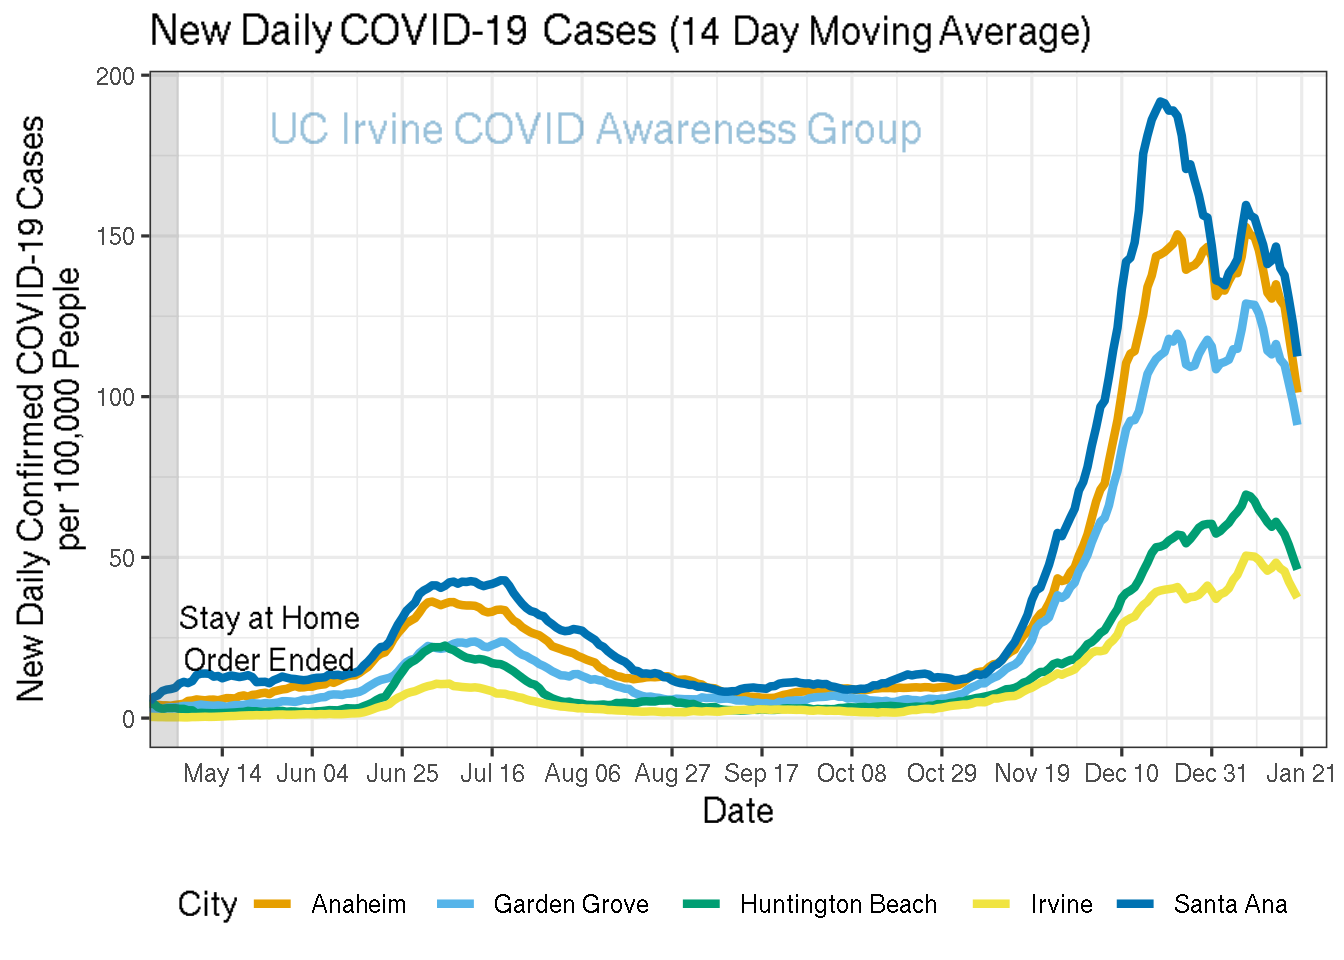 New Daily COVID-19 Cases (14 Day Moving Average)
UC Irvine COVID Awareness Group
New Daily Confirmed COVID-19 Cases
per 100,000 People
200
150
100
50
0
Stay at Home
Order Ended
May 14 Jun 04 Jun 25 Jul 16 Aug 06 Aug 27 Sep 17 Oct 08 Oct 29 Nov 19 Dec 10 Dec 31 Jan 21
Date
City Anaheim Garden Grove Huntington Beach Irvine Santa Ana